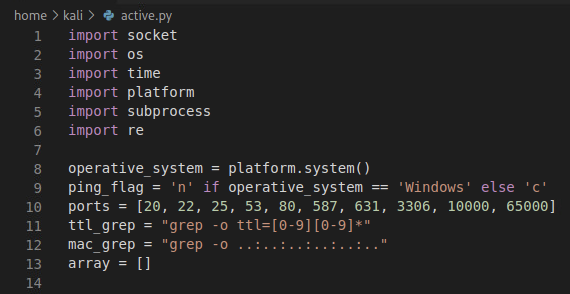 home > kali > active.py
1 import socket
2 import os
3 import time
4 import platform
5 import subprocess
6 import re
7
8 operative_system = platform.system()
9 ping_flag = 'n' if operative_system == 'Windows' else 'c'
10 ports = [20, 22, 25, 53, 80, 587, 631, 3306, 10000, 65000]
11 ttl_grep = "grep -o ttl=[0-9][0-9]*"
12 mac_grep = "grep -o ..:..:..:..:..:.."
13 array = []
14